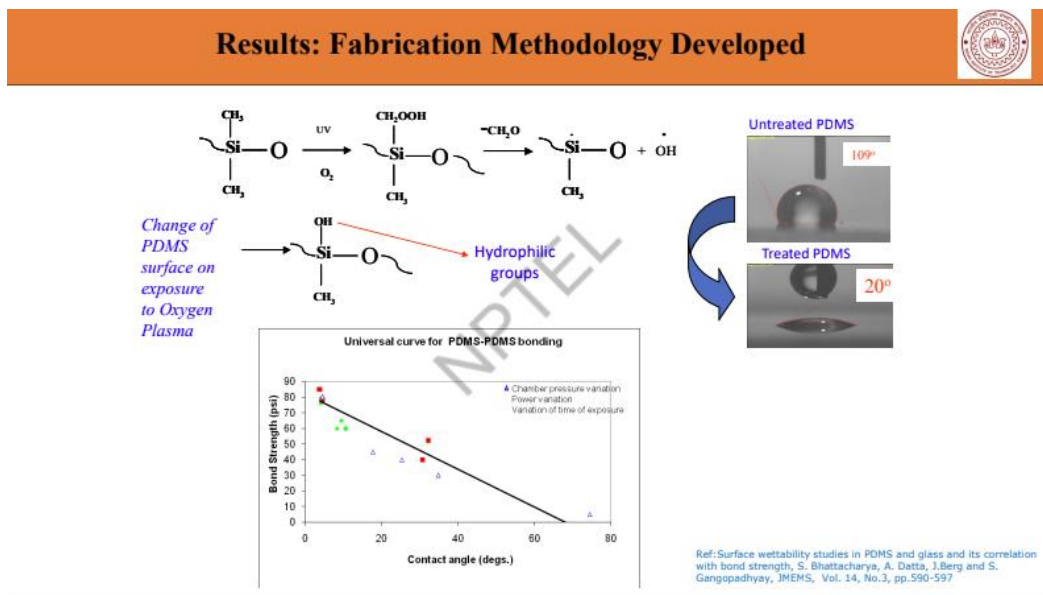 Results: Fabrication Methodology Developed
CH₃
Si—O
CH₃
UV
O₂
CH₂OOH
Si—O
CH₃
-CH₂O
Si—O + OH
CH₃
Untreated PDMS
109°
Change of
PDMS
surface on
exposure
to Oxygen
Plasma
OH
Si—O
CH₃
Hydrophilic
groups
Treated PDMS
20°
NPTEL
Universal curve for PDMS-PDMS bonding
Chamber pressure variation
Power variation
Variation of time of exposure
Bond Strength (psi)
90
80
70
60
50
40
30
20
10
0
0 20 40 60 80
Contact angle (degs.)
Ref:Surface wettability studies in PDMS and glass and its correlation
with bond strength, S. Bhattacharya, A. Datta, J.Berg and S.
Gangopadhyay, JMEMS, Vol. 14, No.3, pp.590-597